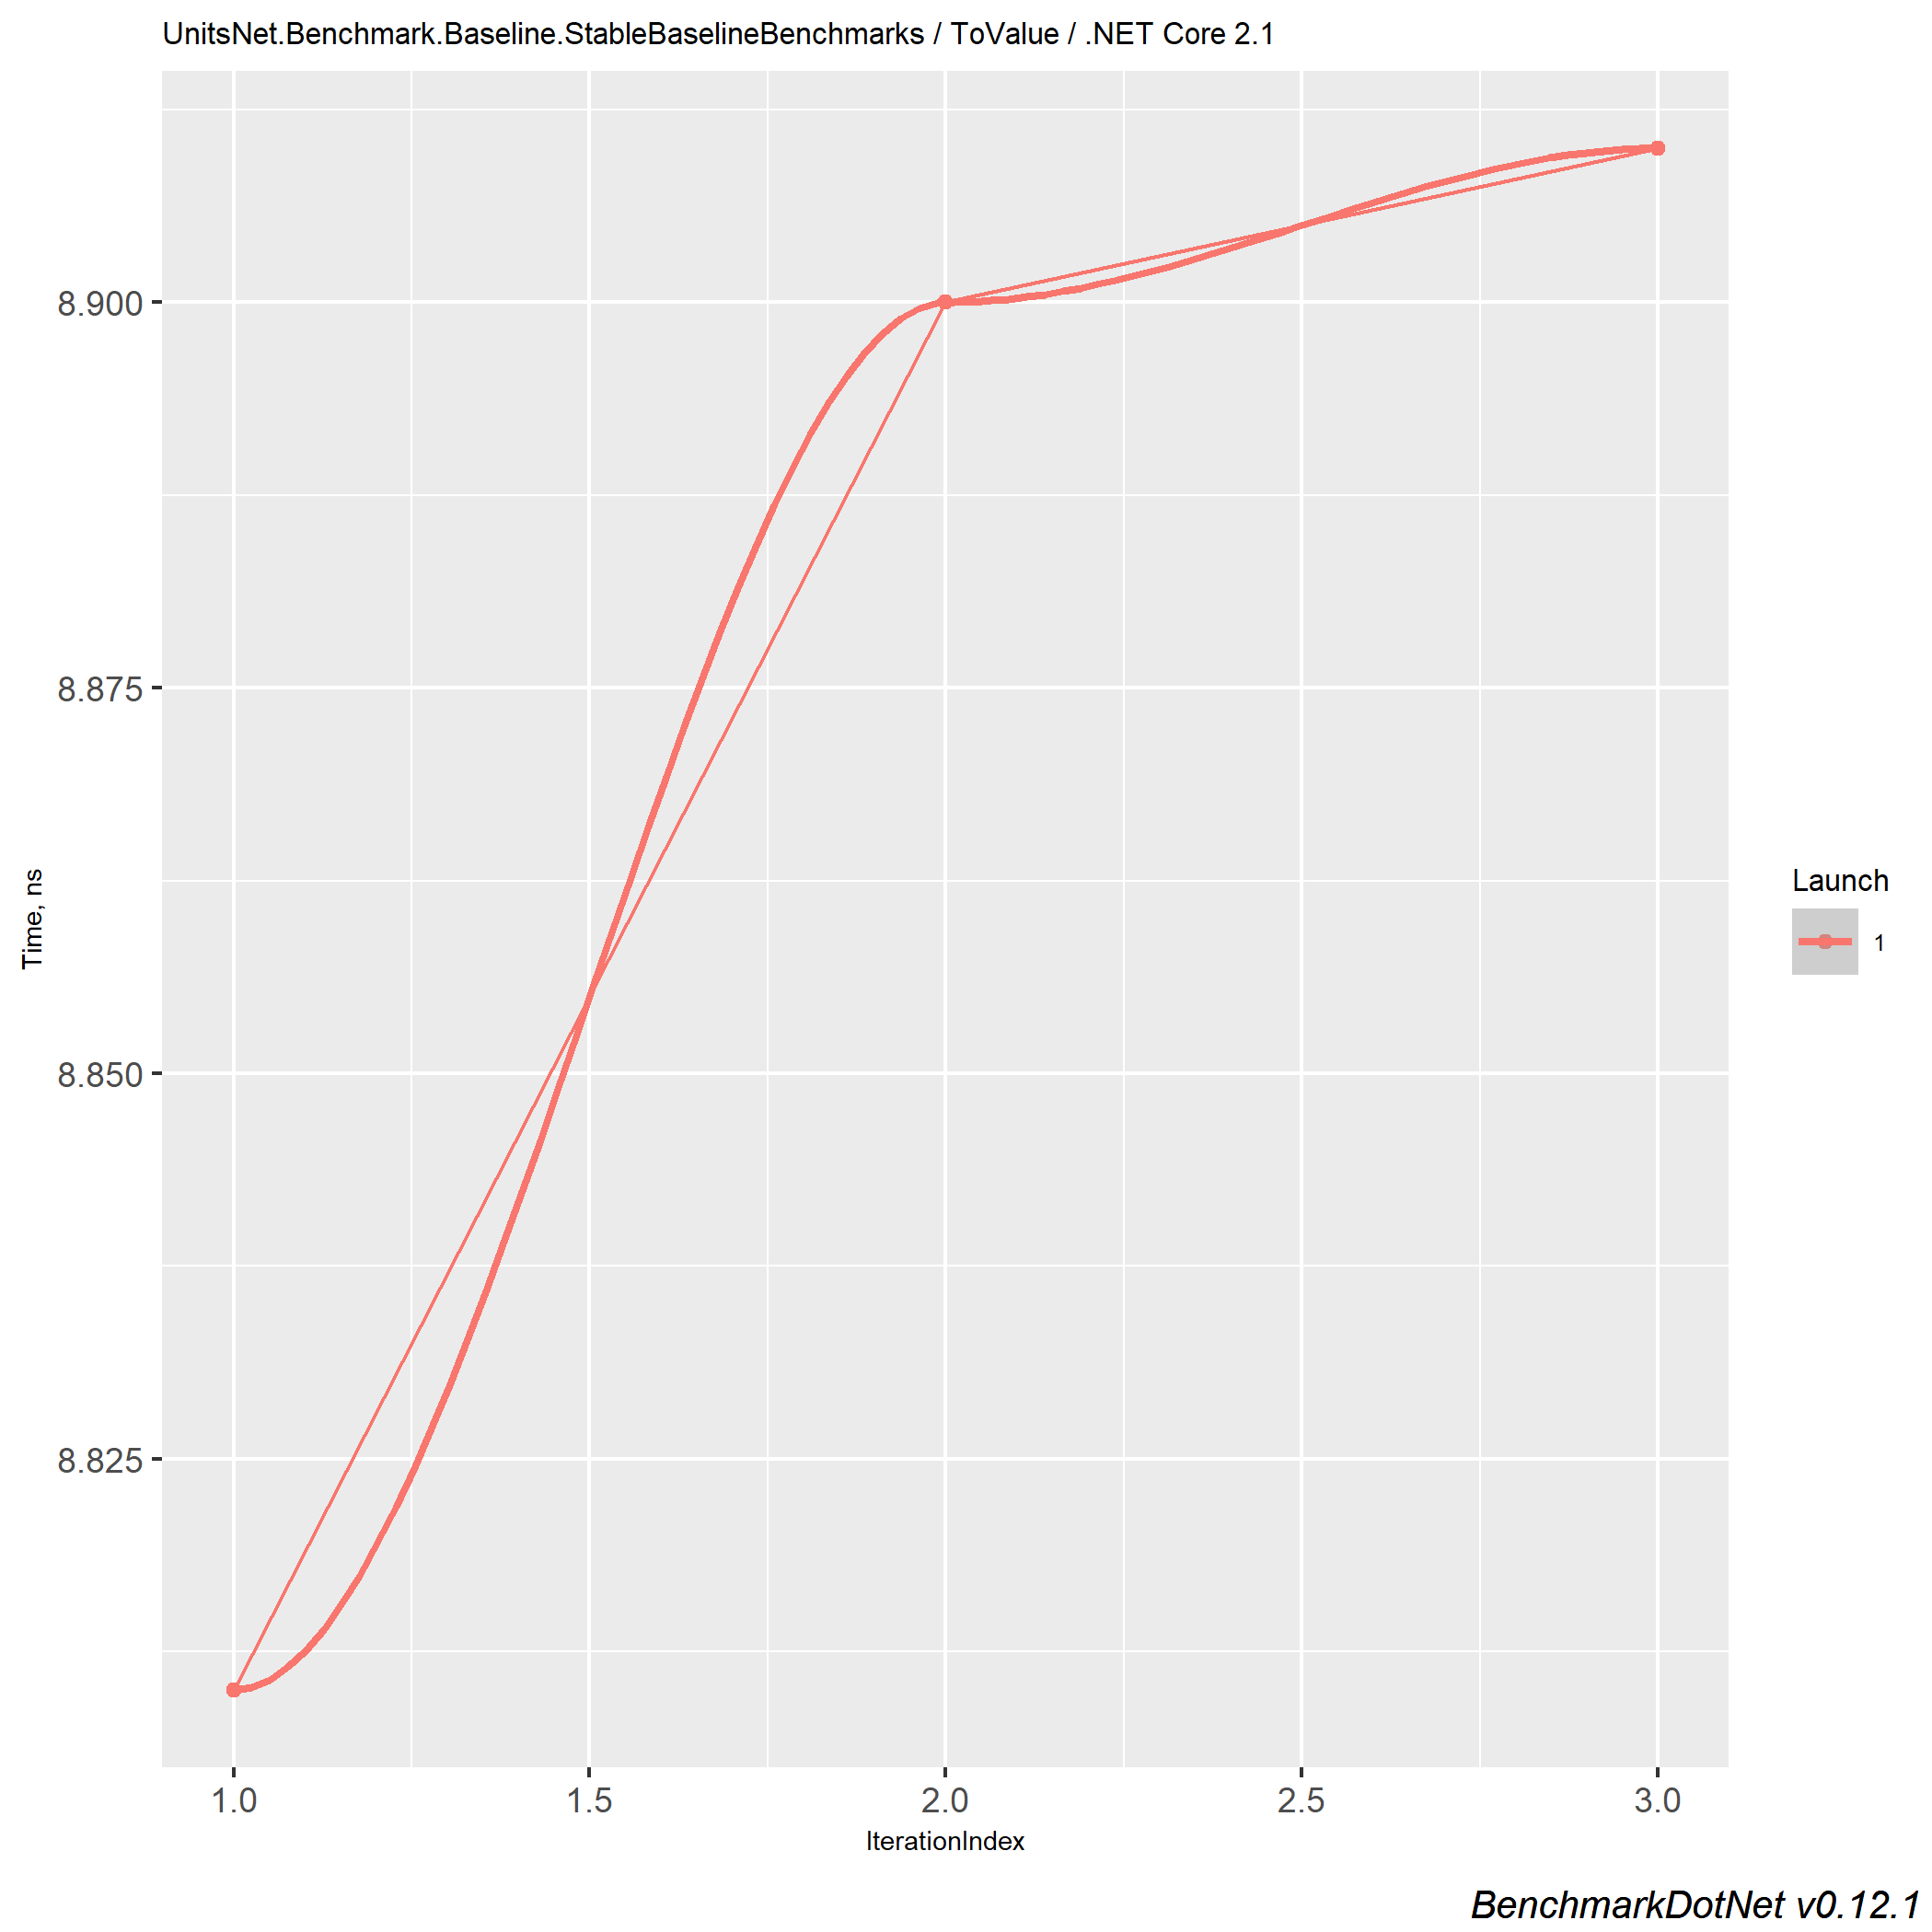 UnitsNet.Benchmark.Baseline.StableBaselineBenchmarks / ToValue / .NET Core 2.1
8.900
8.875
8.850
8.825
Time, ns
1.0 1.5 2.0 2.5 3.0
IterationIndex
Launch
1
BenchmarkDotNet v0.12.1